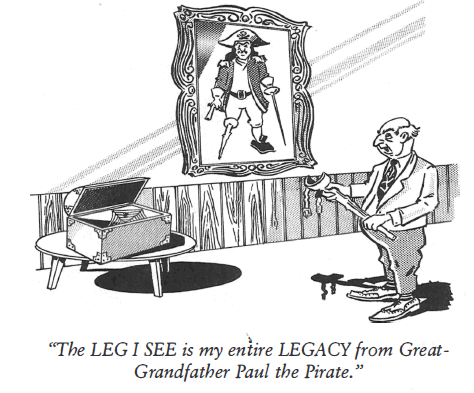 “The LEG I SEE is my entire LEGACY from Great-
Grandfather Paul the Pirate.”